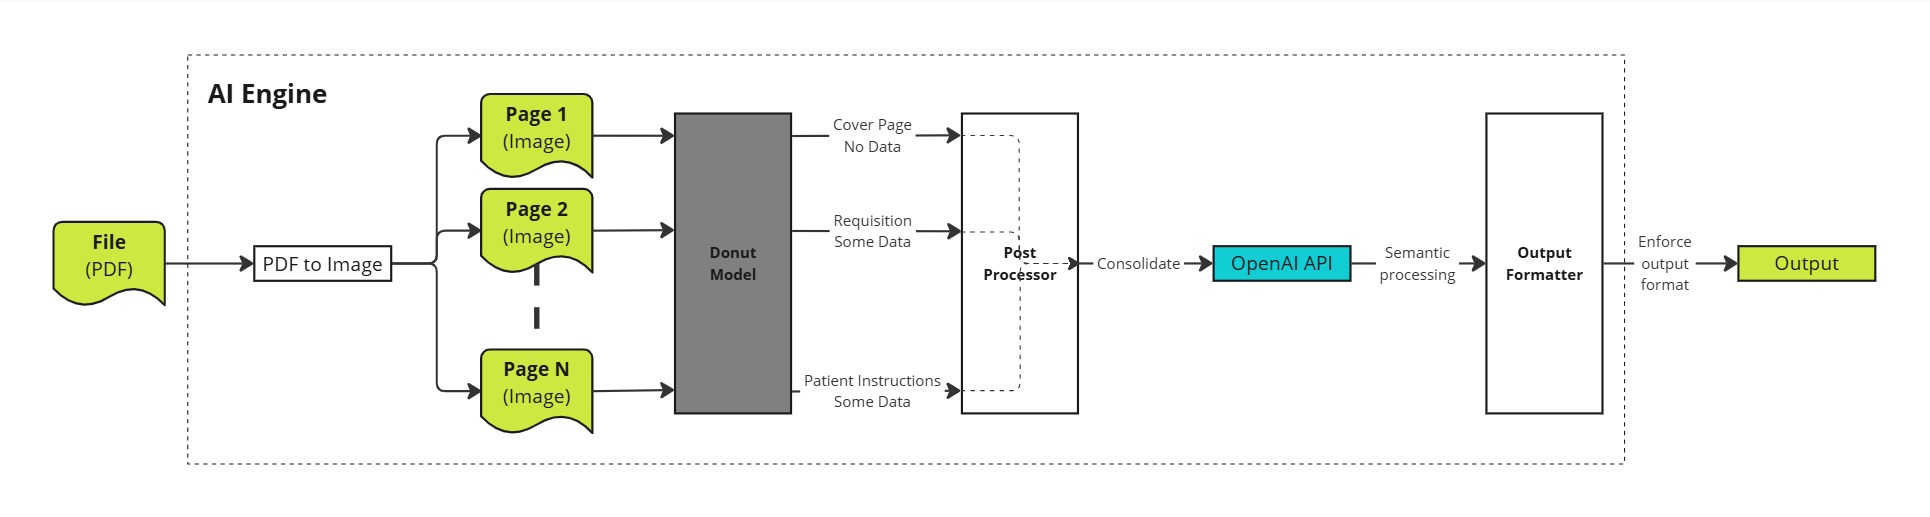 AI Engine
File
(PDF)
PDF to Image
Page 1
(Image)
Page 2
(Image)
Page N
(Image)
Donut
Model
Cover Page
No Data
Requisition
Some Data
Patient Instructions
Some Data
Post
Processor
Consolidate
OpenAI API
Semantic
processing
Output
Formatter
Enforce
output
format
Output